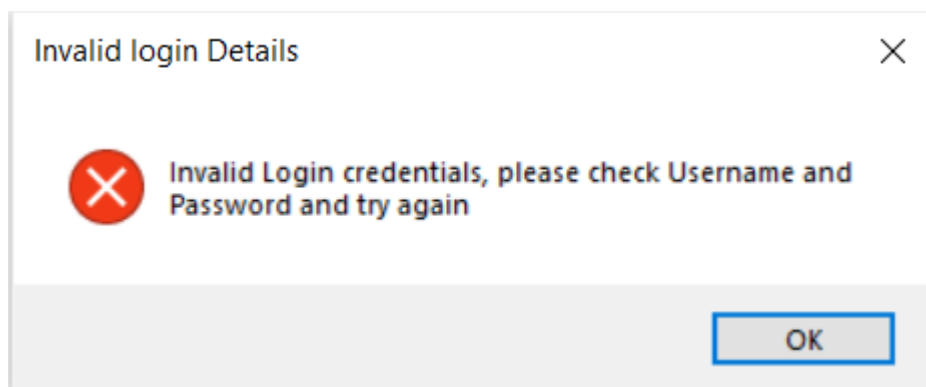 Invalid login Details
Invalid Login credentials, please check Username and
Password and try again
OK